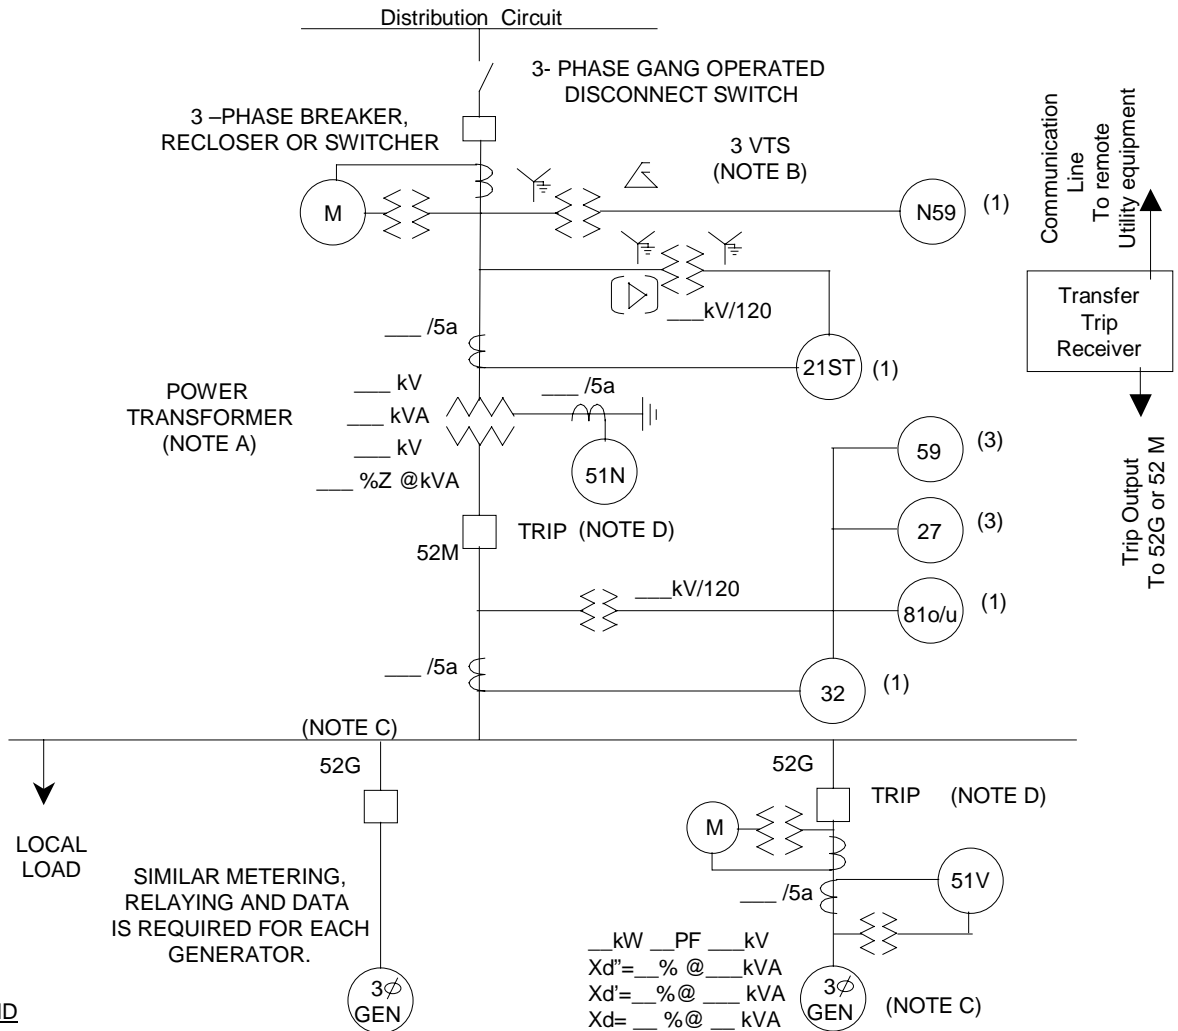 Distribution Circuit
3- PHASE GANG OPERATED
DISCONNECT SWITCH
3 –PHASE BREAKER,
RECLOSER OR SWITCHER
3 VTS
(NOTE B)
M
N59
(1)
Communication
Line
To remote
Utility equipment
___kV/120
Transfer
Trip
Receiver
___ /5a
21ST
(1)
POWER
TRANSFORMER
(NOTE A)
___ kV
___ kVA
___ kV
___ %Z @kVA
___ /5a
51N
59
(3)
Trip Output
To 52G or 52 M
TRIP (NOTE D)
52M
27
(3)
___kV/120
81o/u
(1)
___ /5a
32
(1)
(NOTE C)
52G
52G
TRIP (NOTE D)
LOCAL
LOAD
M
SIMILAR METERING,
RELAYING AND DATA
IS REQUIRED FOR EACH
GENERATOR.
___ /5a
51V
__kW __PF ___kV
Xd”=__% @___kVA
Xd’=__%@ ___ kVA
Xd= __ %@ __ kVA
3∅
GEN
3∅
GEN
(NOTE C)